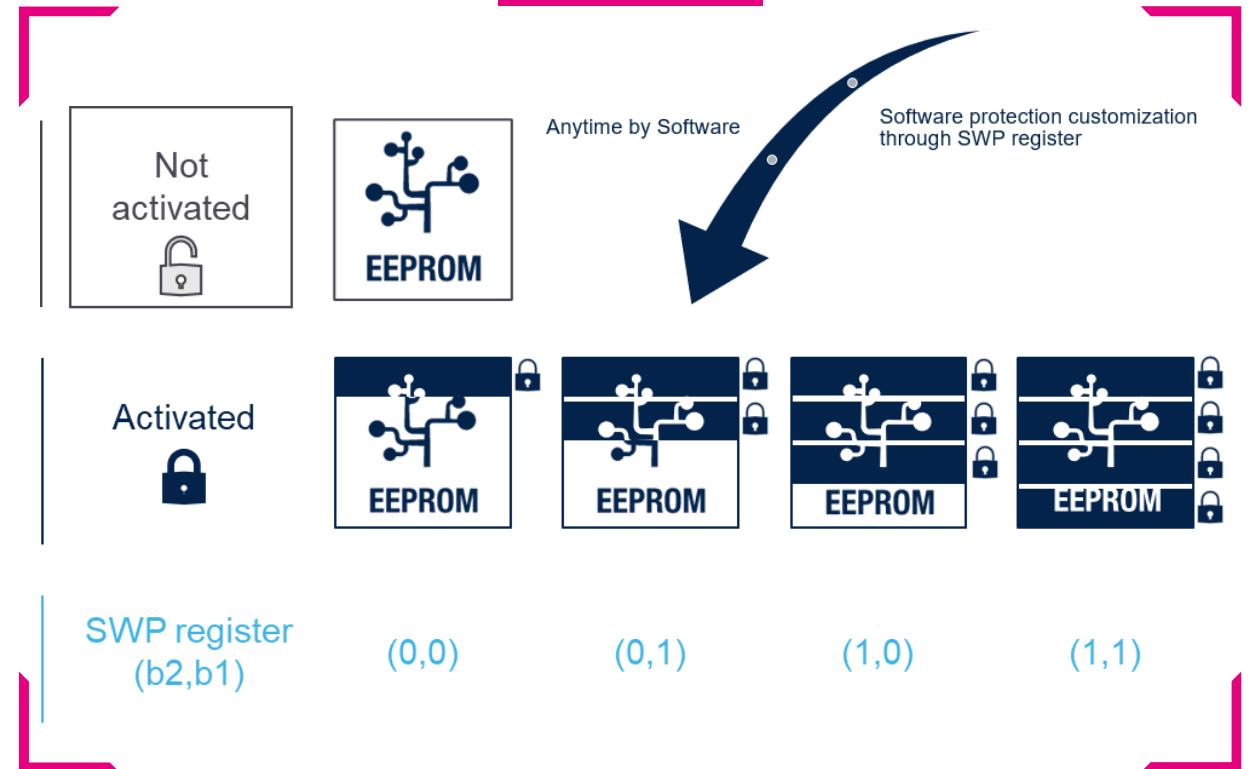 Not
activated
EEPROM
Anytime by Software
Software protection customization
through SWP register
Activated
EEPROM
EEPROM
EEPROM
EEPROM
SWP register
(b2,b1)
(0,0)
(0,1)
(1,0)
(1,1)